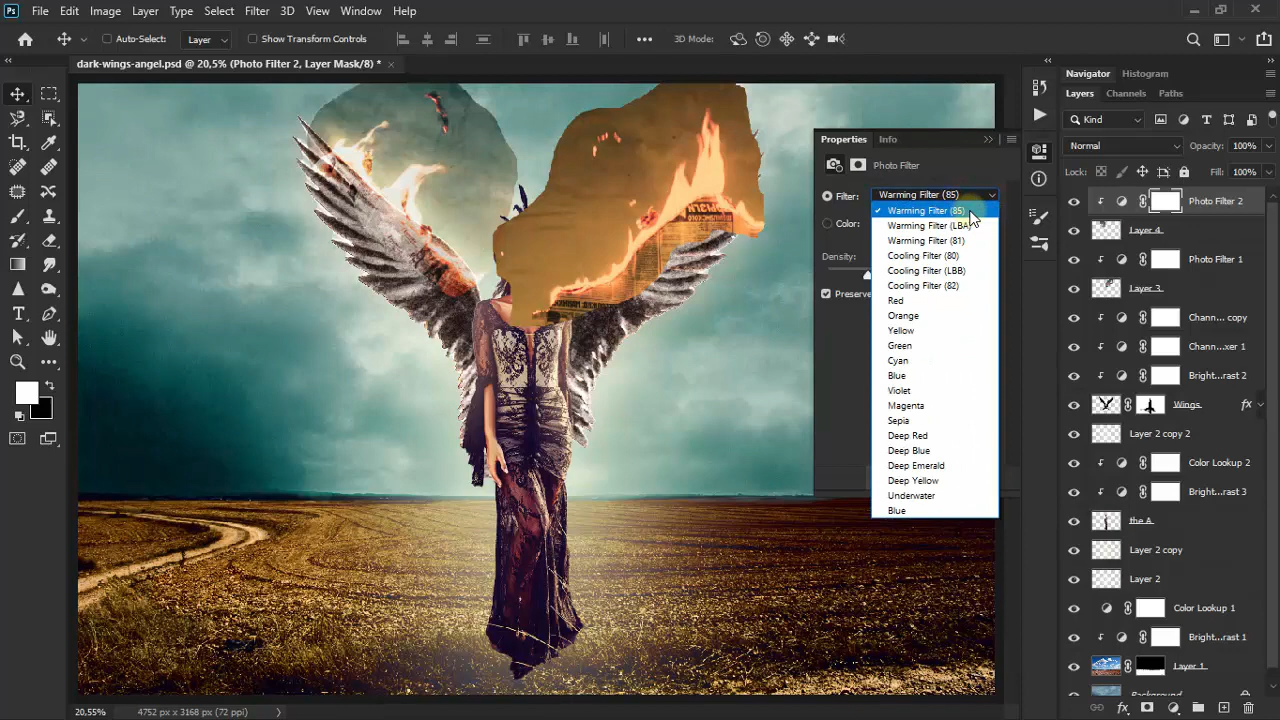 Ps File Edit Image Layer Type Select Filter 3D View Window Help
Auto-Select: Layer Show Transform Controls 3D Mode:
dark-wings-angel.psd @ 20,5% (Photo Filter 2, Layer Mask/8) *
Properties Info
Photo Filter
Filter: Warming Filter (85)
Color:
Density:
Preserve
Warming Filter (85)
Warming Filter (LBA)
Warming Filter (81)
Cooling Filter (80)
Cooling Filter (LBB)
Cooling Filter (82)
Red
Orange
Yellow
Green
Cyan
Blue
Violet
Magenta
Sepia
Deep Red
Deep Blue
Deep Emerald
Deep Yellow
Underwater
Blue
Navigator Histogram
Layers Channels Paths
Kind
Normal Opacity: 100%
Lock: Fill: 100%
Photo Filter 2
Layer 4
Photo Filter 1
Layer 3
Chann... copy
Chann...xer 1
Bright...rast 2
Wings fx
Layer 2 copy 2
Color Lookup 2
Bright...rast 3
the A
Layer 2 copy
Layer 2
Color Lookup 1
Bright...rast 1
Layer 1
Background
20,55% 4752 px x 3168 px (72 ppi)